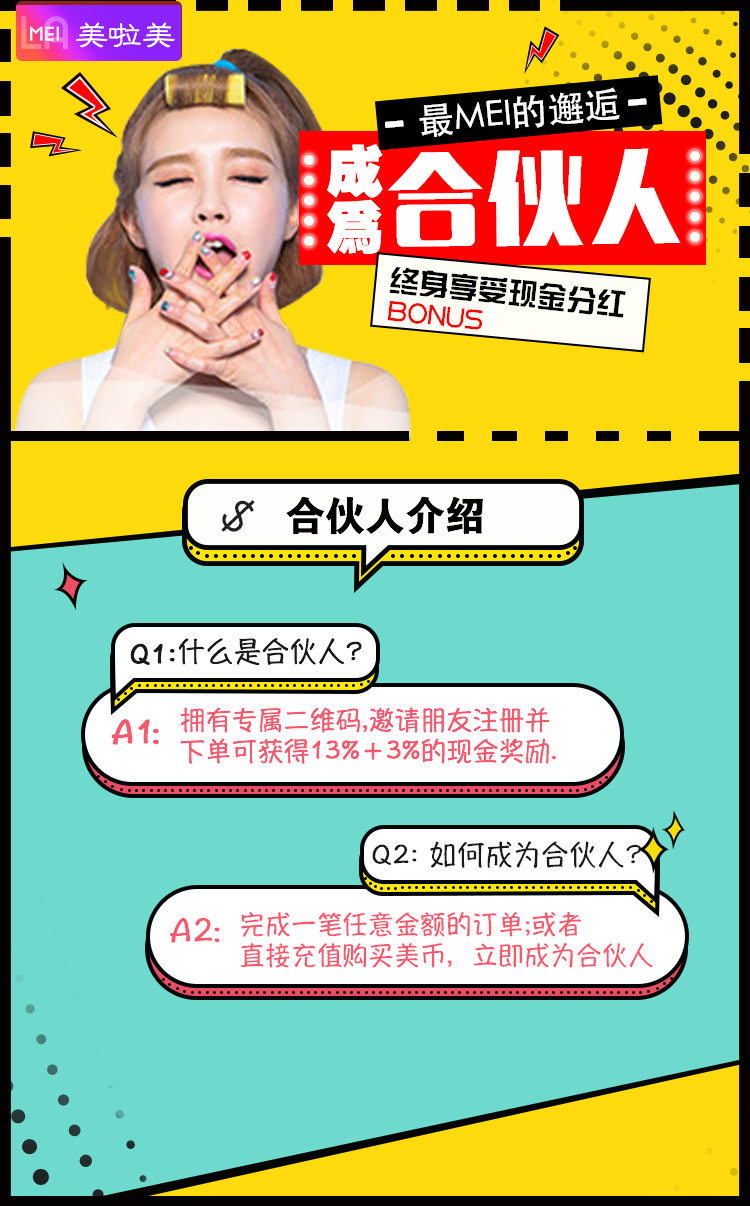 LA
MEI 美啦美
最MEI的邂逅
成為
合伙人
终身享受现金分红
BONUS
$ 合伙人介绍
Q1:什么是合伙人?
A1: 拥有专属二维码,邀请朋友注册并
下单可获得13%+3%的现金奖励.
Q2: 如何成为合伙人?
A2: 完成一笔任意金额的订单;或者
直接充值购买美币，立即成为合伙人